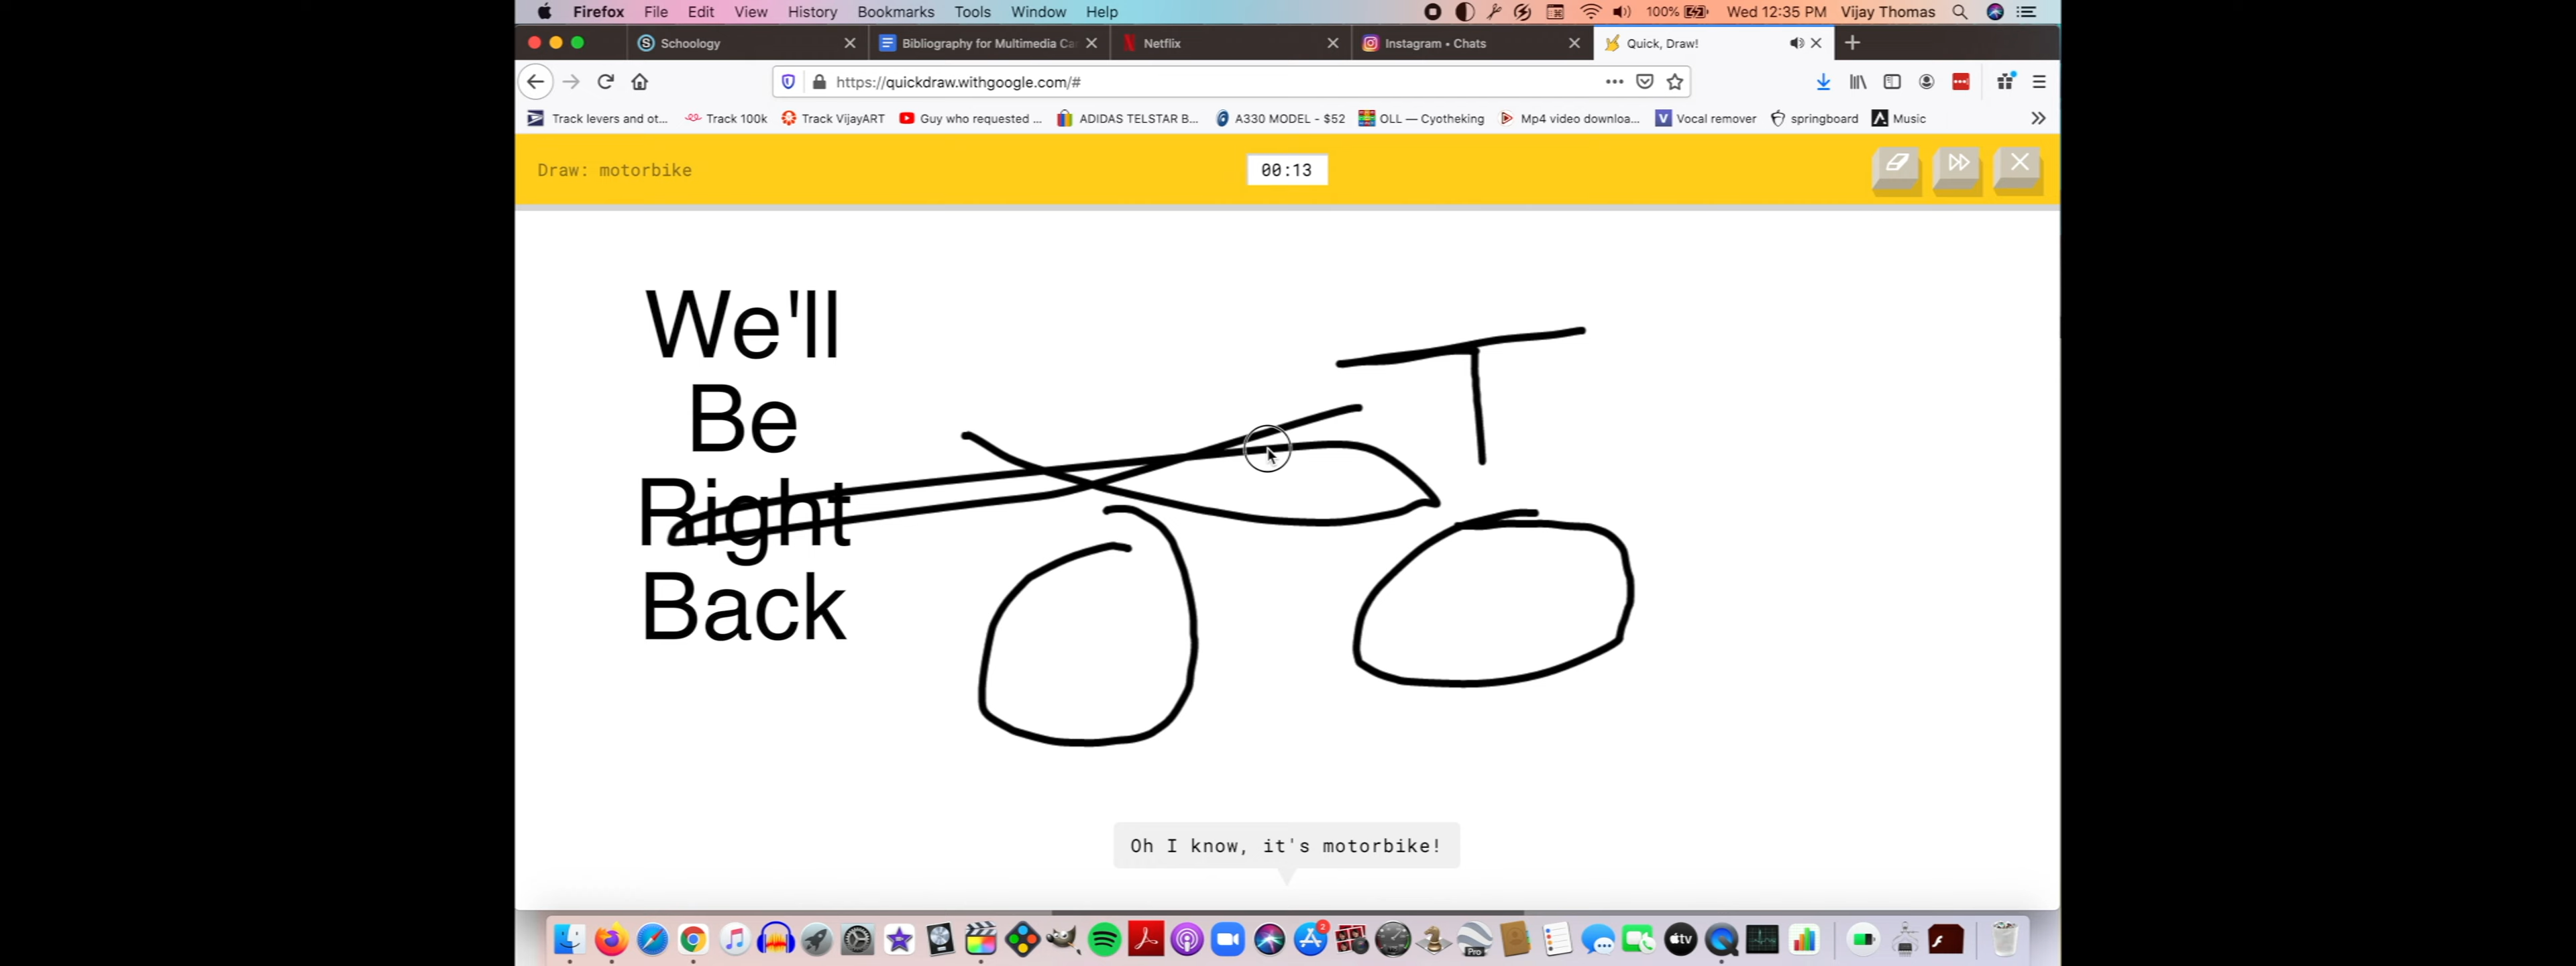 Firefox File Edit View History Bookmarks Tools Window Help 100% Wed 12:35 PM Vijay Thomas
Schoology Bibliography for Multimedia Ca Netflix Instagram • Chats Quick, Draw!
https://quickdraw.withgoogle.com/#
Track levers and ot... Track 100k Track VijayART Guy who requested ... ADIDAS TELSTAR B... A330 MODEL - $52 OLL — Cyotheking Mp4 video downloa... Vocal remover springboard Music
Draw: motorbike 00:13
We'll
Be
Right
Back
Oh I know, it's motorbike!
2 Pro tv